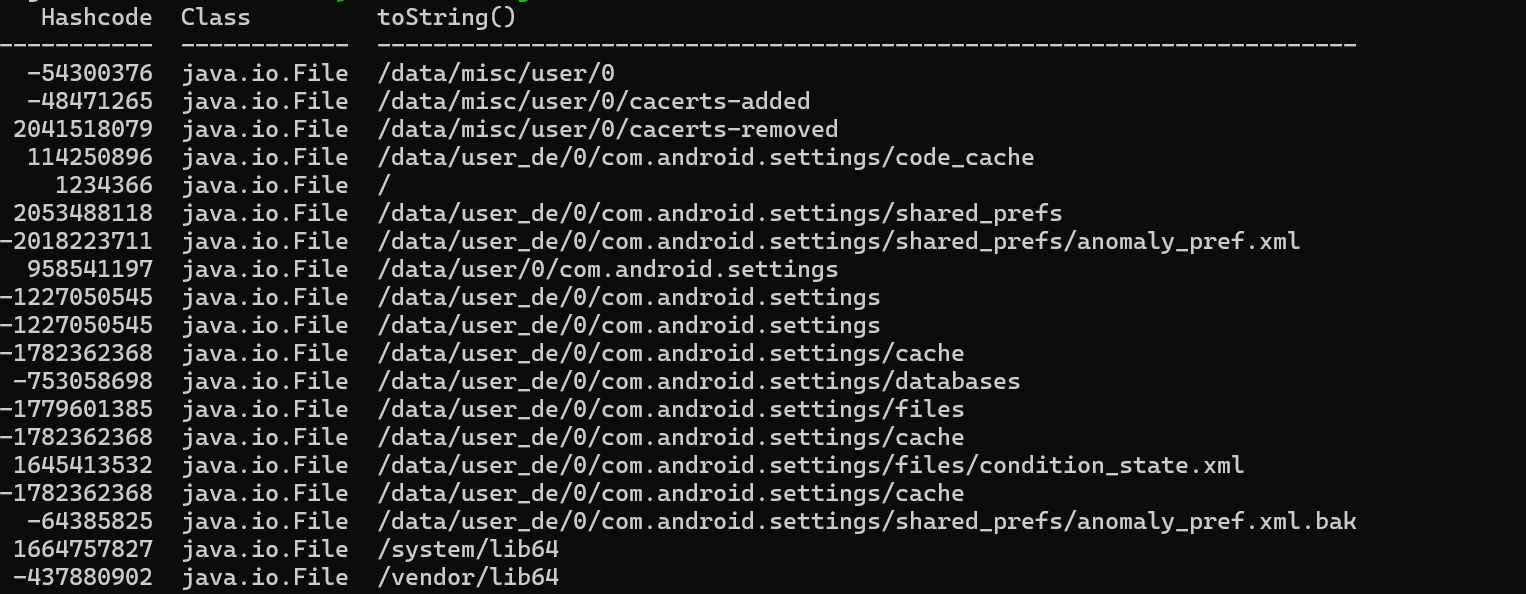 Hashcode  Class         toString()
-----------  ------------  ----------------------------------------------------------------------
  -54300376  java.io.File  /data/misc/user/0
  -48471265  java.io.File  /data/misc/user/0/cacerts-added
 2041518079  java.io.File  /data/misc/user/0/cacerts-removed
  114250896  java.io.File  /data/user_de/0/com.android.settings/code_cache
    1234366  java.io.File  /
 2053488118  java.io.File  /data/user_de/0/com.android.settings/shared_prefs
-2018223711  java.io.File  /data/user_de/0/com.android.settings/shared_prefs/anomaly_pref.xml
  958541197  java.io.File  /data/user/0/com.android.settings
-1227050545  java.io.File  /data/user_de/0/com.android.settings
-1227050545  java.io.File  /data/user_de/0/com.android.settings
-1782362368  java.io.File  /data/user_de/0/com.android.settings/cache
 -753058698  java.io.File  /data/user_de/0/com.android.settings/databases
-1779601385  java.io.File  /data/user_de/0/com.android.settings/files
-1782362368  java.io.File  /data/user_de/0/com.android.settings/cache
 1645413532  java.io.File  /data/user_de/0/com.android.settings/files/condition_state.xml
-1782362368  java.io.File  /data/user_de/0/com.android.settings/cache
  -64385825  java.io.File  /data/user_de/0/com.android.settings/shared_prefs/anomaly_pref.xml.bak
 1664757827  java.io.File  /system/lib64
 -437880902  java.io.File  /vendor/lib64